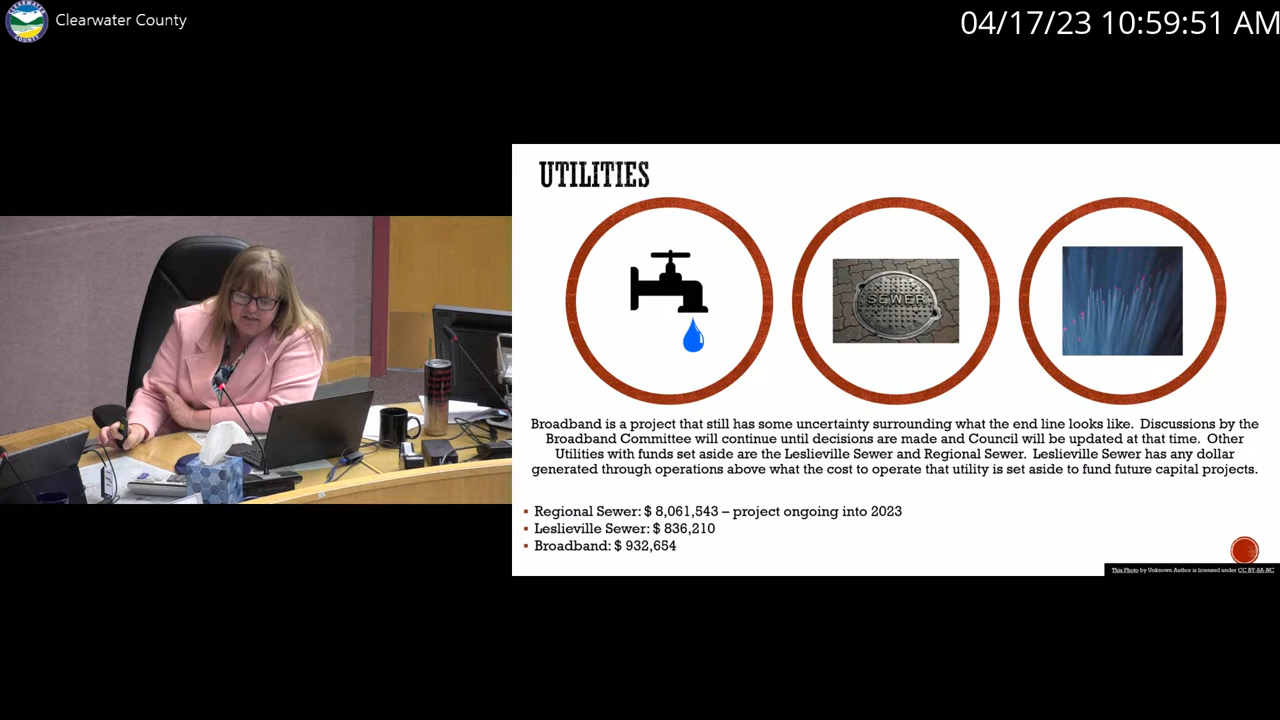 Clearwater County
04/17/23 10:59:51 AM
UTILITIES
SEWER
Broadband is a project that still has some uncertainty surrounding what the end line looks like. Discussions by the
Broadband Committee will continue until decisions are made and Council will be updated at that time. Other
Utilities with funds set aside are the Leslieville Sewer and Regional Sewer. Leslieville Sewer has any dollar
generated through operations above what the cost to operate that utility is set aside to fund future capital projects.
▪ Regional Sewer: $ 8,061,543 – project ongoing into 2023
▪ Leslieville Sewer: $ 836,210
▪ Broadband: $ 932,654
This Photo by Unknown Author is licensed under CC BY-SA-NC